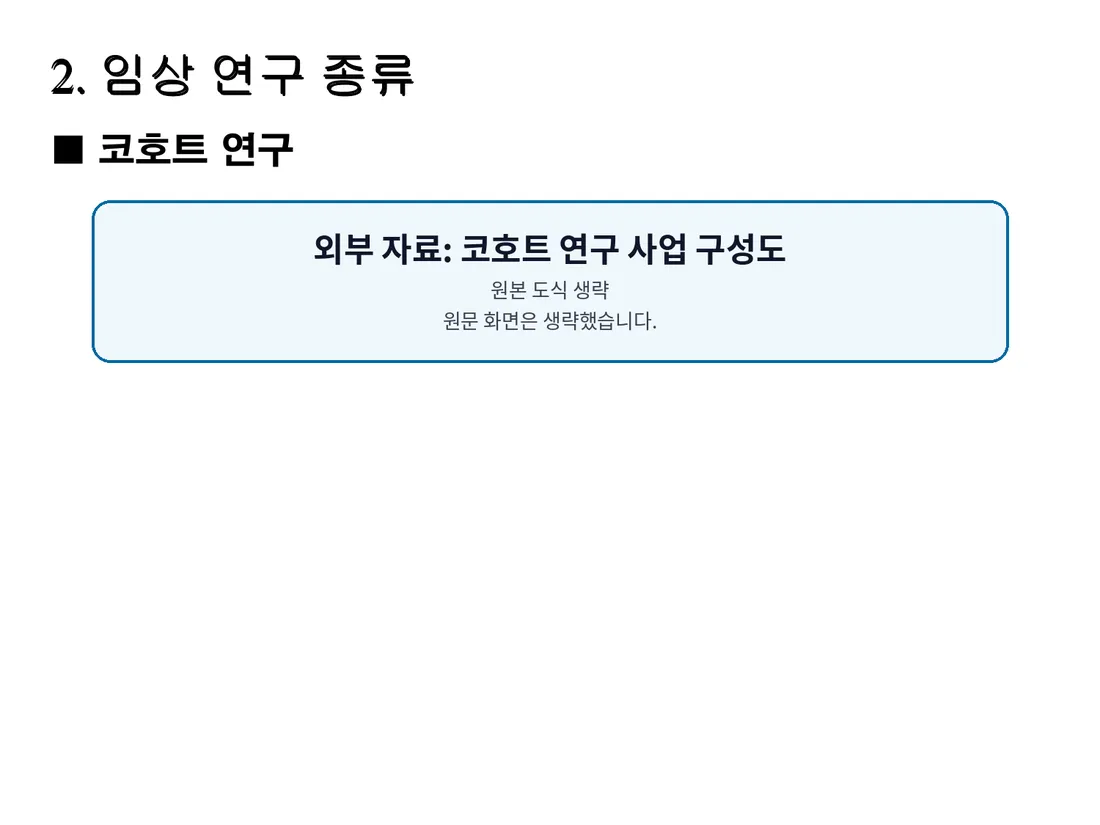 2. 임상 연구 종류
■ 코호트 연구
외부 자료: 코호트 연구 사업 구성도
원본 도식 생략
원문 화면은 생략했습니다.